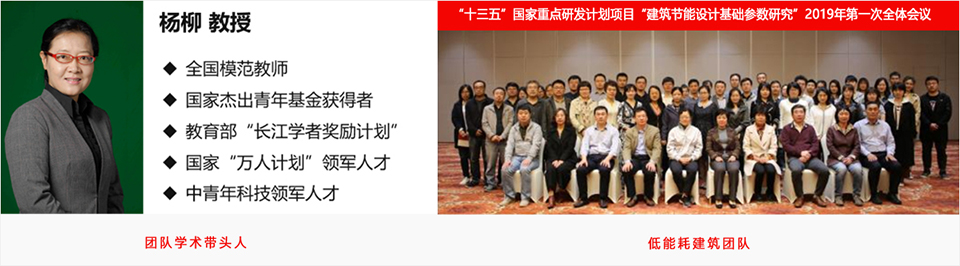 杨柳 教授
◆ 全国模范教师
◆ 国家杰出青年基金获得者
◆ 教育部“长江学者奖励计划”
◆ 国家“万人计划”领军人才
◆ 中青年科技领军人才
团队学术带头人
“十三五”国家重点研发计划项目“建筑节能设计基础参数研究”2019年第一次全体会议
低能耗建筑团队